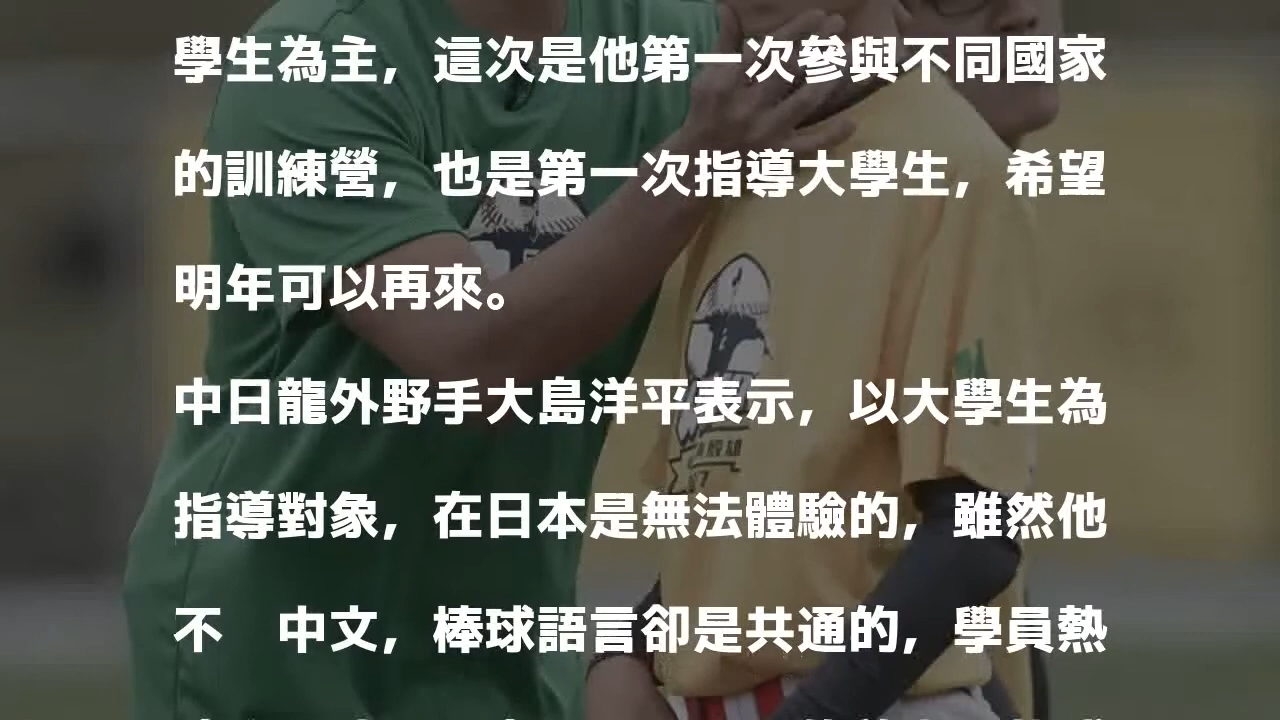 學生為主，這次是他第一次參與不同國家
的訓練營，也是第一次指導大學生，希望
明年可以再來。
中日龍外野手大島洋平表示，以大學生為
指導對象，在日本是無法體驗的，雖然他
不　中文，棒球語言卻是共通的，學員熱